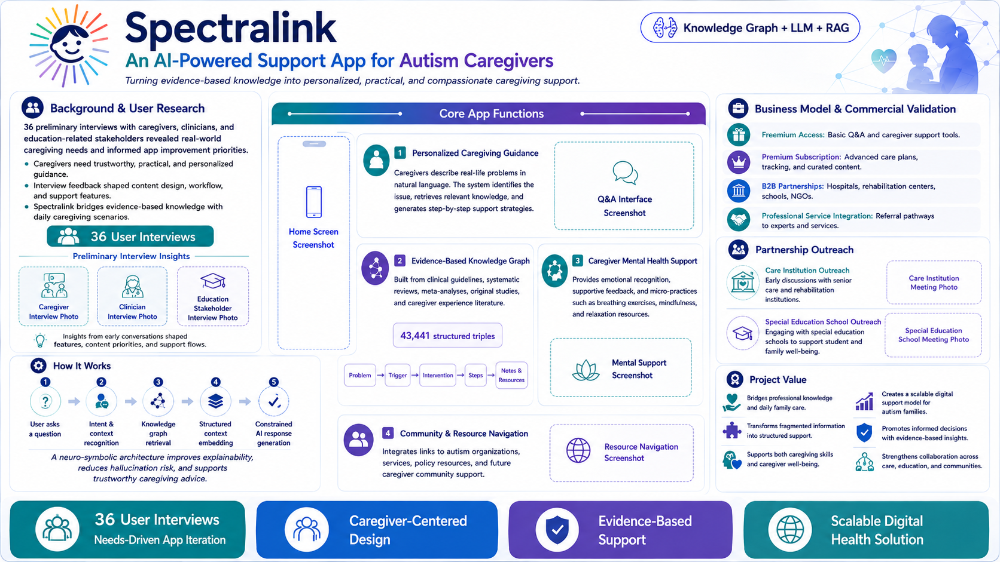 Spectralink
An AI-Powered Support App for Autism Caregivers
Turning evidence-based knowledge into personalized, practical, and compassionate caregiving support.
Knowledge Graph + LLM + RAG
Background & User Research
36 preliminary interviews with caregivers, clinicians, and
education-related stakeholders revealed real-world
caregiving needs and informed app improvement priorities.
• Caregivers need trustworthy, practical, and personalized
guidance.
• Interview feedback shaped content design, workflow,
and support features.
• Spectralink bridges evidence-based knowledge with
daily caregiving scenarios.
36 User Interviews
Preliminary Interview Insights
Caregiver
Interview Photo
Clinician
Interview Photo
Education
Stakeholder
Interview Photo
Insights from early conversations shaped
features, content priorities, and support flows.
How It Works
1
User asks
a question
2
Intent &
context
recognition
3
Knowledge
graph
retrieval
4
Structured
context
embedding
5
Constrained
AI response
generation
A neuro-symbolic architecture improves explainability,
reduces hallucination risk, and supports
trustworthy caregiving advice.
Core App Functions
Home Screen
Screenshot
1 Personalized Caregiving Guidance
Caregivers describe real-life problems in
natural language. The system identifies the
issue, retrieves relevant knowledge, and
generates step-by-step support strategies.
Q&A Interface
Screenshot
2 Evidence-Based Knowledge Graph
Built from clinical guidelines, systematic
reviews, meta-analyses, original studies,
and caregiver experience literature.
43,441 structured triples
Problem → Trigger → Intervention → Steps → Notes &
Resources
3 Caregiver Mental Health Support
Provides emotional recognition,
supportive feedback, and micro-practices
such as breathing exercises, mindfulness,
and relaxation resources.
Mental Support
Screenshot
4 Community & Resource Navigation
Integrates links to autism organizations,
services, policy resources, and future
caregiver community support.
Resource Navigation
Screenshot
Business Model & Commercial Validation
Freemium Access: Basic Q&A and caregiver support tools.
Premium Subscription: Advanced care plans,
tracking, and curated content.
B2B Partnerships: Hospitals, rehabilitation centers,
schools, NGOs.
Professional Service Integration: Referral pathways
to experts and services.
Partnership Outreach
Care Institution Outreach
Early discussions with senior
care and rehabilitation
institutions.
Care Institution
Meeting Photo
Special Education School Outreach
Engaging with special education
schools to support student and
family well-being.
Special Education
School Meeting Photo
Project Value
Bridges professional knowledge
and daily family care.
Transforms fragmented information
into structured support.
Supports both caregiving skills
and caregiver well-being.
Creates a scalable digital
support model for
autism families.
Promotes informed decisions
with evidence-based insights.
Strengthens collaboration across
care, education, and communities.
36 User Interviews
Needs-Driven App Iteration
Caregiver-Centered
Design
Evidence-Based
Support
Scalable Digital
Health Solution